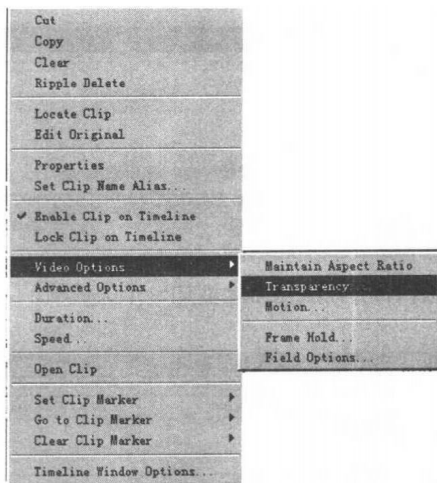 Cut
Copy
Clear
Ripple Delete
Locate Clip
Edit Original
Properties
Set Clip Name Alias...
Enable Clip on Timeline
Lock Clip on Timeline
Video Options
Advanced Options
Duration...
Speed...
Open Clip
Set Clip Marker
Go to Clip Marker
Clear Clip Marker
Timeline Window Options...
Maintain Aspect Ratio
Transparency...
Motion...
Frame Hold...
Field Options...